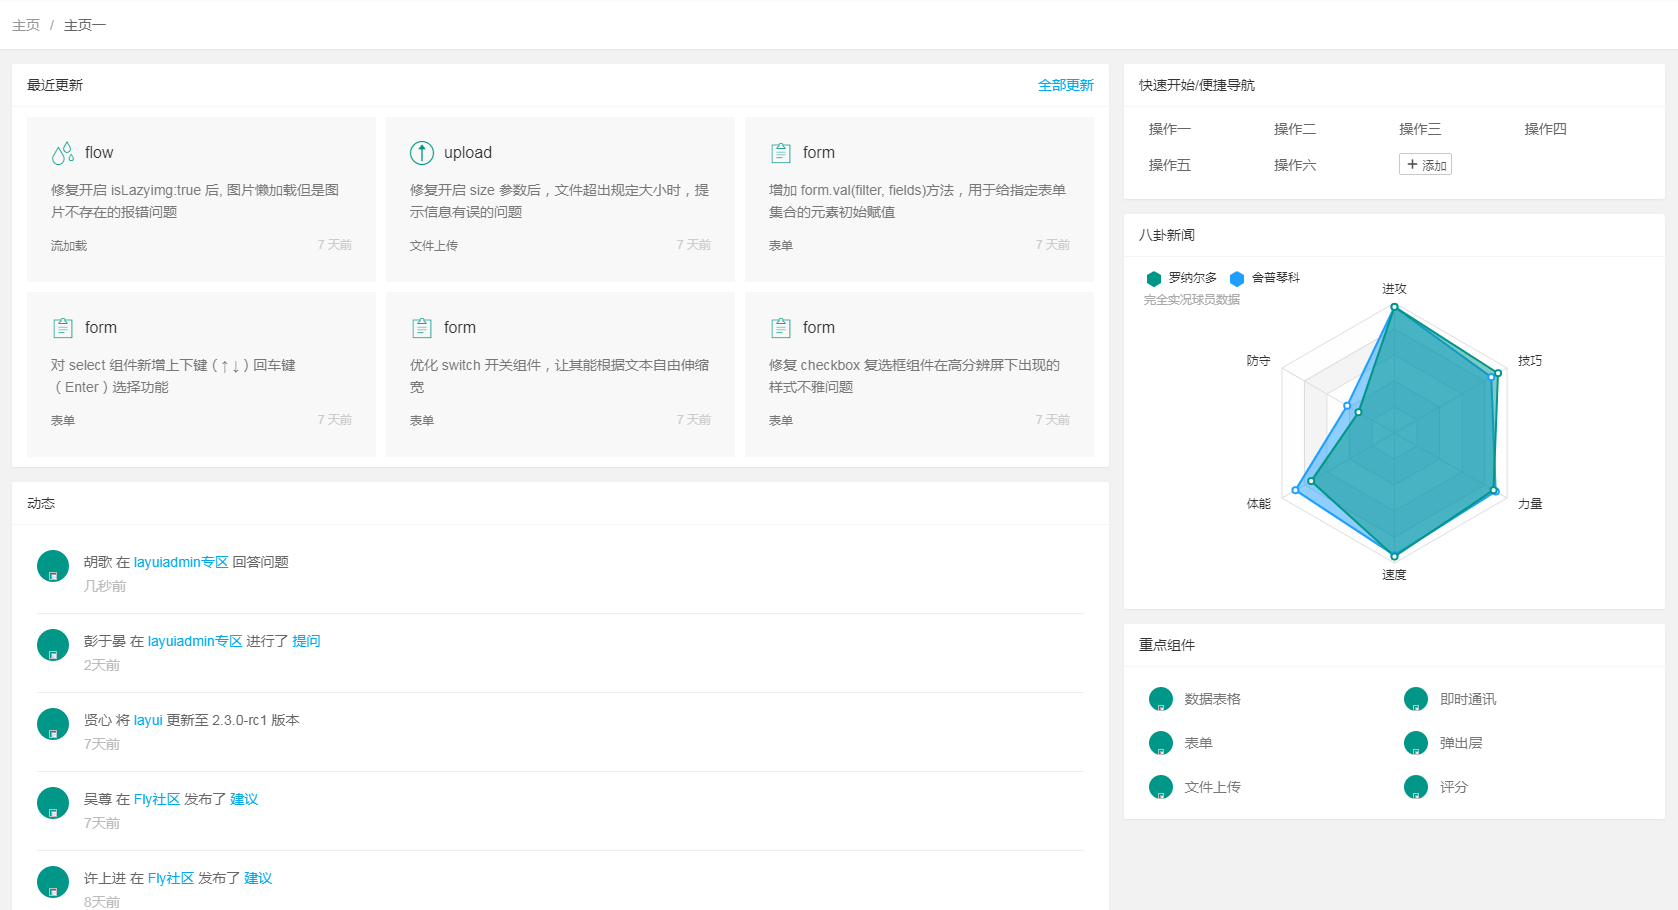 主页 / 主页一
最近更新
全部更新
flow
修复开启 isLazyimg:true 后, 图片懒加载但是图
片不存在的报错问题
流加载
7 天前
upload
修复开启 size 参数后，文件超出规定大小时，提
示信息有误的问题
文件上传
7 天前
form
增加 form.val(filter, fields)方法，用于给指定表单
集合的元素初始赋值
表单
7 天前
form
对 select 组件新增上下键（↑ ↓）回车键
（Enter）选择功能
表单
7 天前
form
优化 switch 开关组件，让其能根据文本自由伸缩
宽
表单
7 天前
form
修复 checkbox 复选框组件在高分辨屏下出现的
样式不雅问题
表单
7 天前
动态
胡歌 在 layuiadmin专区 回答问题
几秒前
彭于晏 在 layuiadmin专区 进行了 提问
2天前
贤心 将 layui 更新至 2.3.0-rc1 版本
7天前
吴尊 在 Fly社区 发布了 建议
7天前
许上进 在 Fly社区 发布了 建议
8天前
快速开始/便捷导航
操作一
操作二
操作三
操作四
操作五
操作六
+ 添加
八卦新闻
罗纳尔多
舍普琴科
完全实况球员数据
进攻
防守
技巧
体能
力量
速度
重点组件
数据表格
即时通讯
表单
弹出层
文件上传
评分